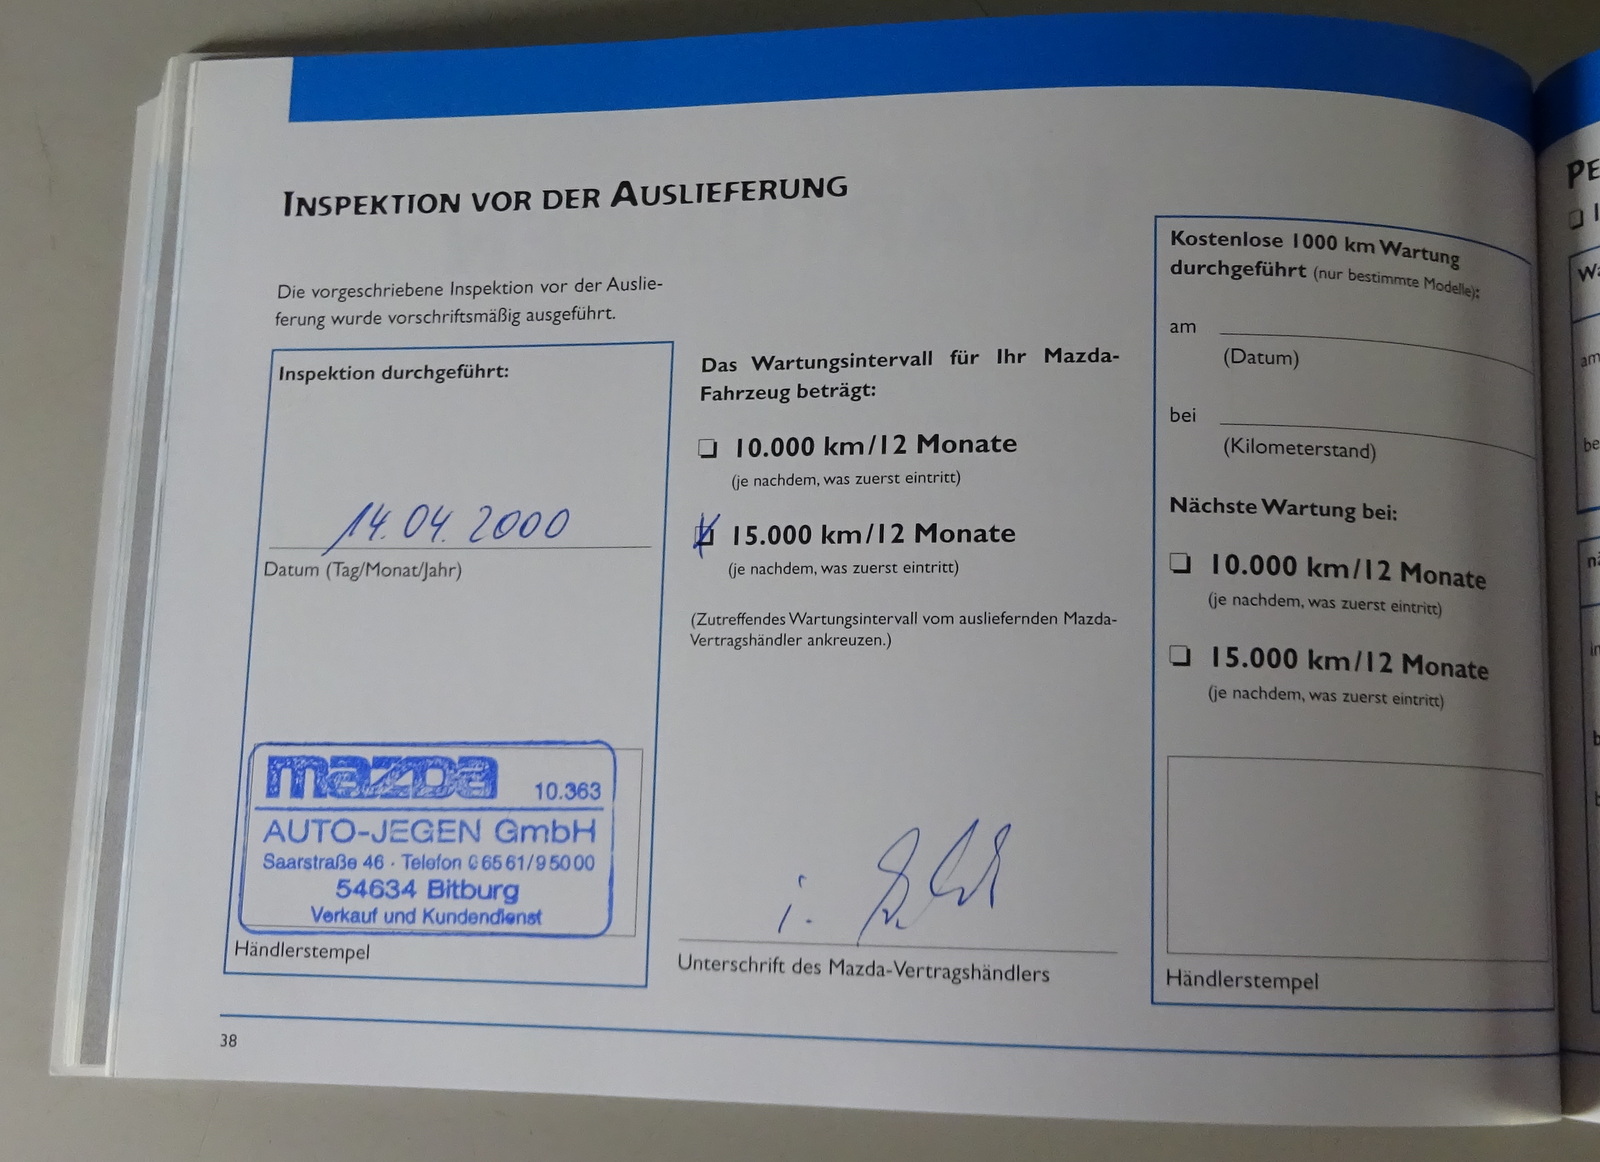 INSPEKTION VOR DER AUSLIEFERUNG
Die vorgeschriebene Inspektion vor der Auslie-
ferung wurde vorschriftsmäßig ausgeführt.
Inspektion durchgeführt:
14.04.2000
Datum (Tag/Monat/Jahr)
mazda 10.363
AUTO-JEGEN GmbH
Saarstraße 46 · Telefon 06561/95000
54634 Bitburg
Verkauf und Kundendienst
Händlerstempel
Das Wartungsintervall für Ihr Mazda-
Fahrzeug beträgt:
10.000 km/12 Monate
(je nachdem, was zuerst eintritt)
15.000 km/12 Monate
(je nachdem, was zuerst eintritt)
(Zutreffendes Wartungsintervall vom ausliefernden Mazda-
Vertragshändler ankreuzen.)
Unterschrift des Mazda-Vertragshändlers
Kostenlose 1000 km Wartung
durchgeführt (nur bestimmte Modelle):
am
(Datum)
bei
(Kilometerstand)
Nächste Wartung bei:
10.000 km/12 Monate
(je nachdem, was zuerst eintritt)
15.000 km/12 Monate
(je nachdem, was zuerst eintritt)
Händlerstempel
38